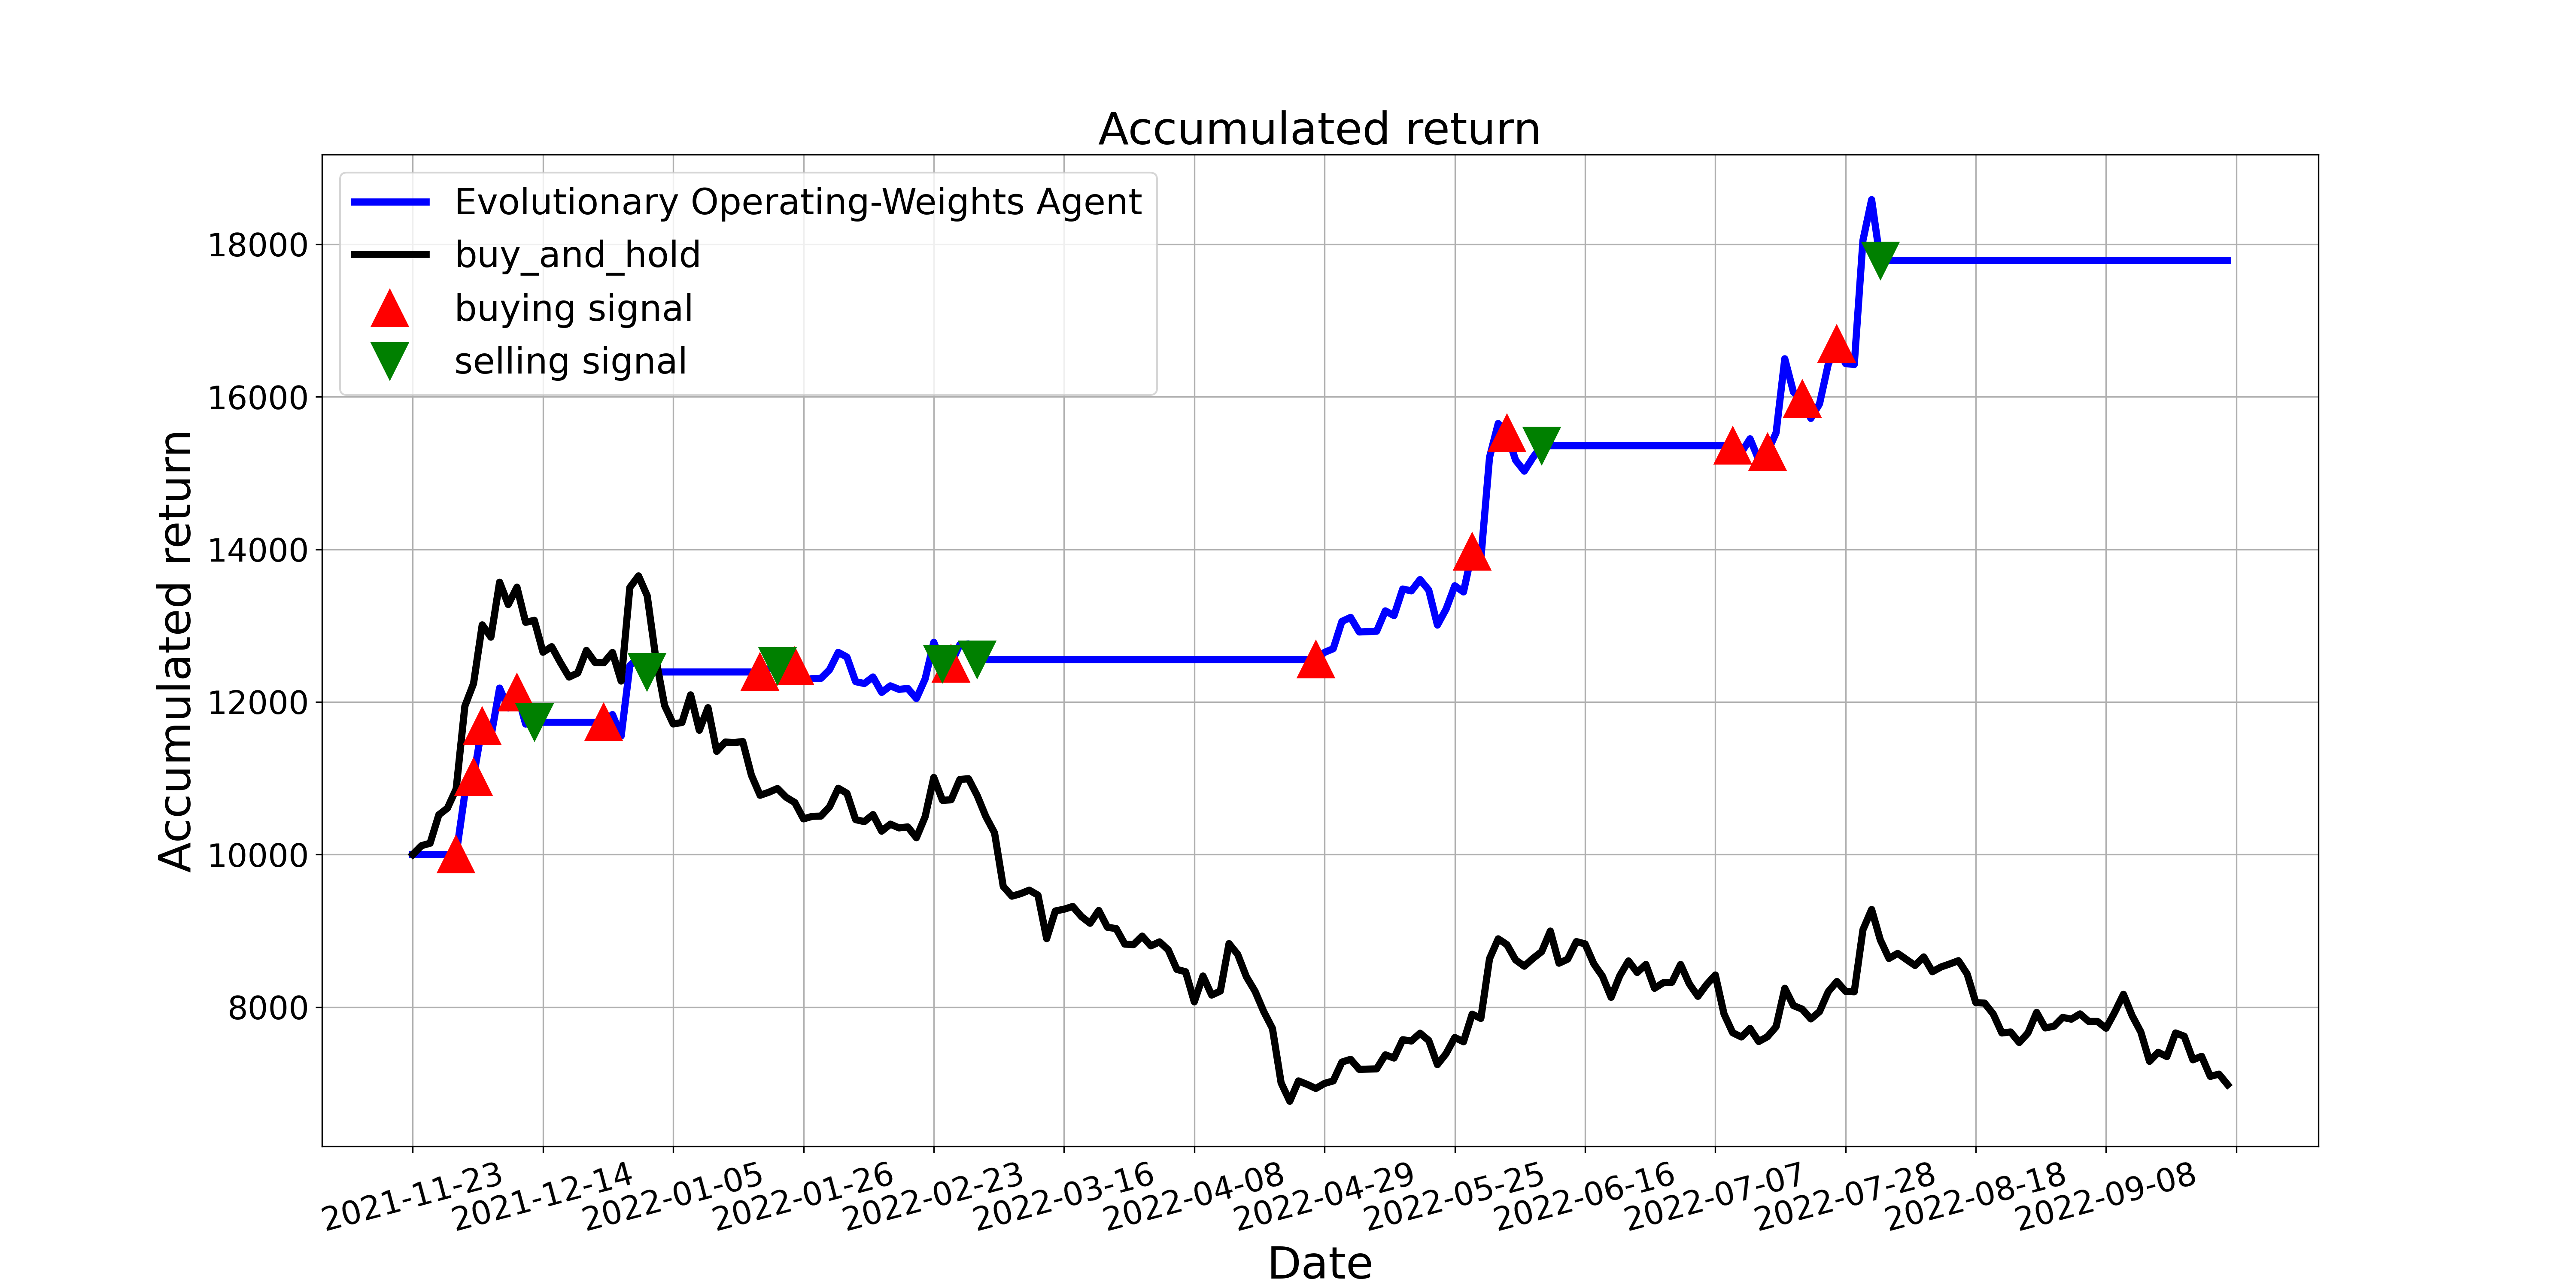 Accumulated return
Evolutionary Operating-Weights Agent
buy_and_hold
buying signal
selling signal
Accumulated return
18000
16000
14000
12000
10000
8000
2021-11-23
2021-12-14
2022-01-05
2022-01-26
2022-02-23
2022-03-16
2022-04-08
2022-04-29
2022-05-25
2022-06-16
2022-07-07
2022-07-28
2022-08-18
2022-09-08
Date